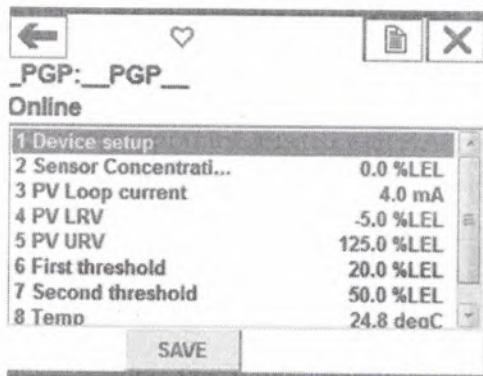 _PGP:__PGP__
Online
1 Device setup
2 Sensor Concentrati... 0.0 %LEL
3 PV Loop current 4.0 mA
4 PV LRV -5.0 %LEL
5 PV URV 125.0 %LEL
6 First threshold 20.0 %LEL
7 Second threshold 50.0 %LEL
8 Temp 24.8 degC
SAVE